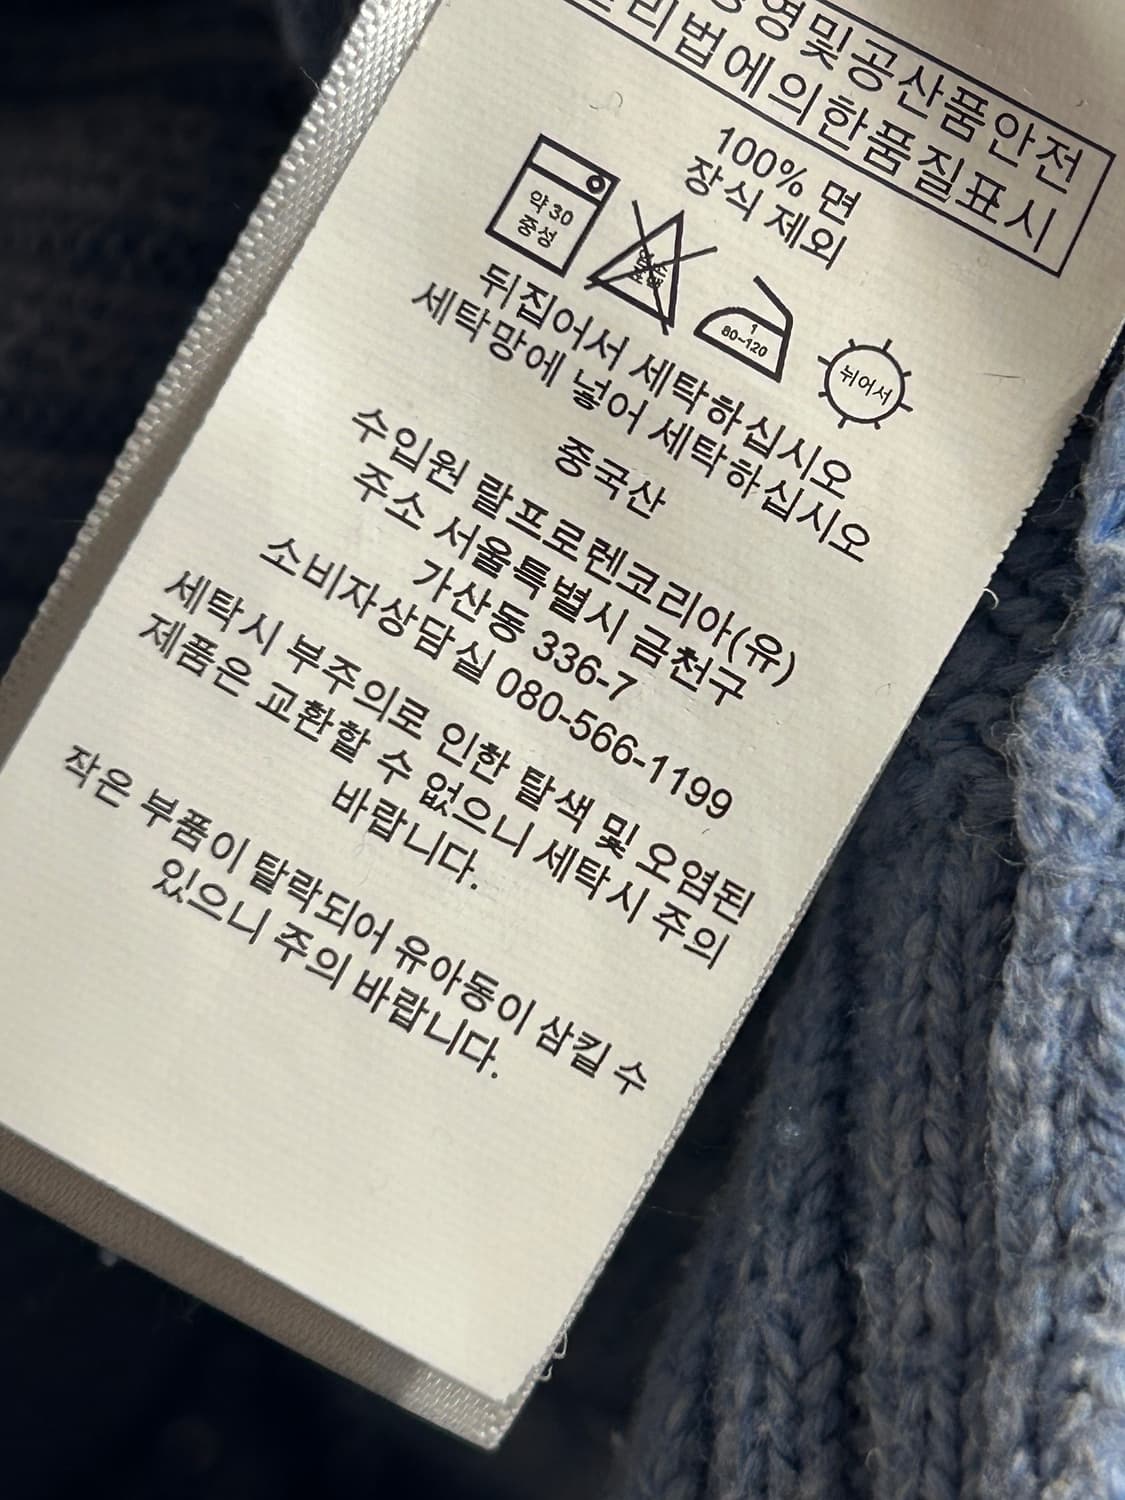 영및공산품안전
리법에의한품질표시
100% 면
장식 제외
약 30
중성
1
80~120
뉘어서
뒤집어서 세탁하십시오
세탁망에 넣어 세탁하십시오
중국산
수입원 랄프로렌코리아(유)
주소 서울특별시 금천구
가산동 336-7
소비자상담실 080-566-1199
세탁시 부주의로 인한 탈색 및 오염된
제품은 교환할 수 없으니 세탁시 주의
바랍니다.
작은 부품이 탈락되어 유아동이 삼킬 수
있으니 주의 바랍니다.